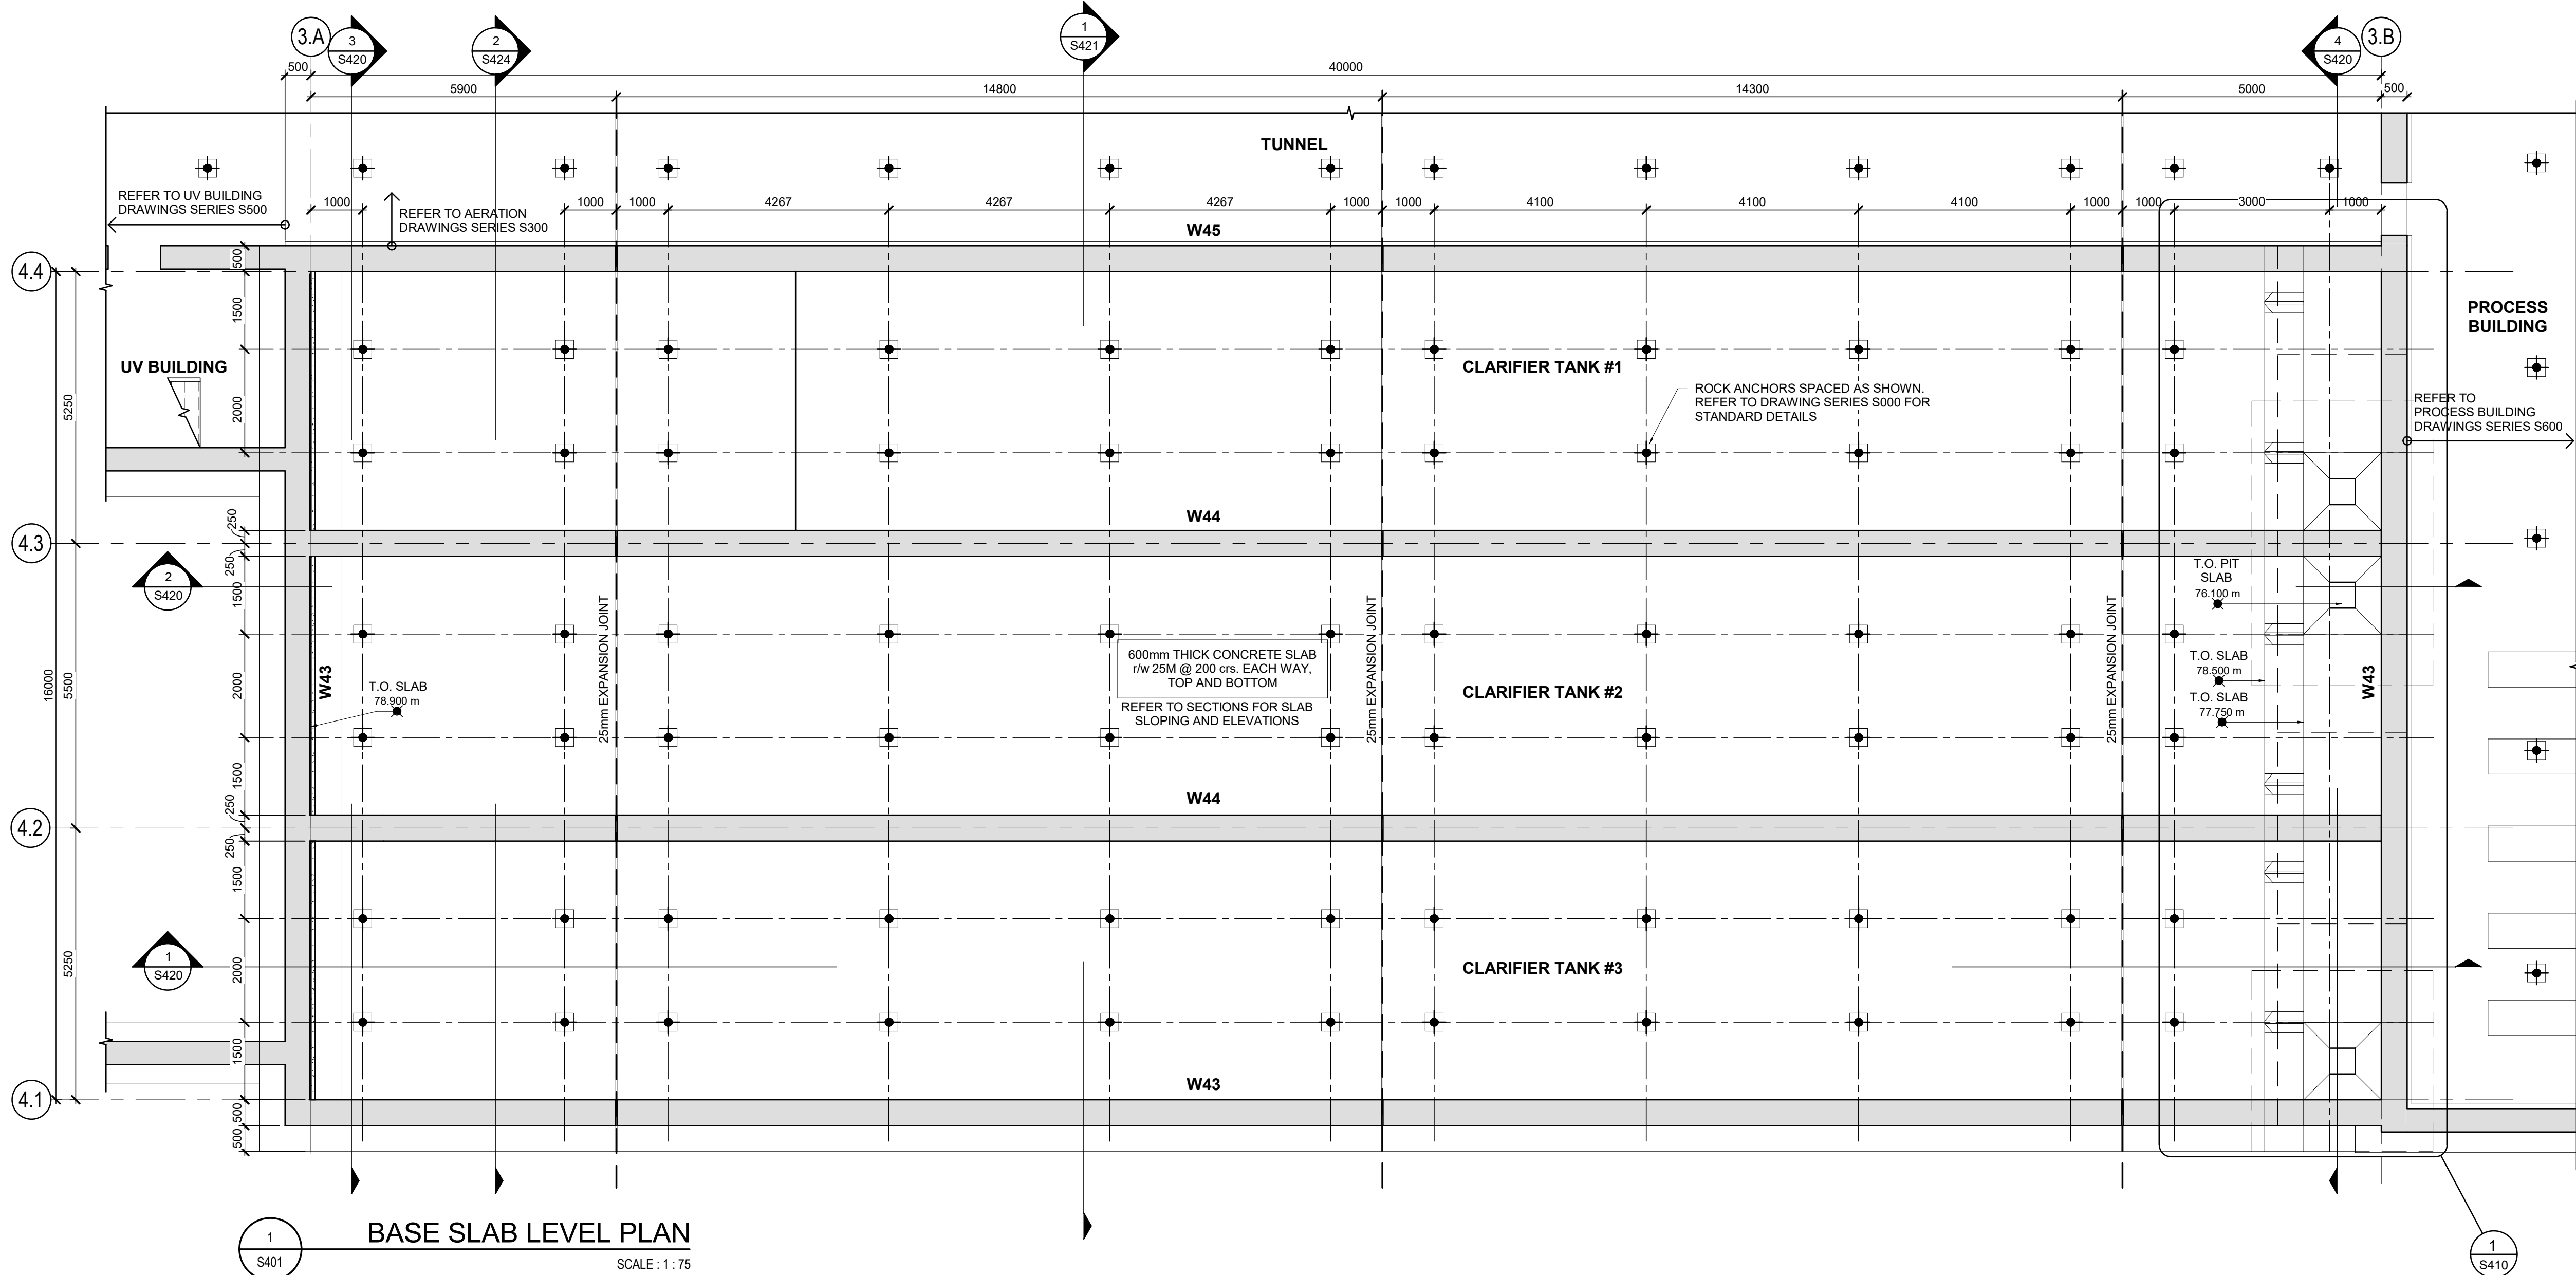 3.A
3
S420
2
S424
1
S421
4
S420
3.B
500
40000
5900
14800
14300
5000
500
TUNNEL
REFER TO UV BUILDING
DRAWINGS SERIES S500
REFER TO AERATION
DRAWINGS SERIES S300
1000
1000
1000
4267
4267
4267
1000
1000
4100
4100
4100
1000
1000
3000
1000
W45
4.4
500
1500
2000
5250
UV BUILDING
PROCESS
BUILDING
CLARIFIER TANK #1
ROCK ANCHORS SPACED AS SHOWN.
REFER TO DRAWING SERIES S000 FOR
STANDARD DETAILS
REFER TO
PROCESS BUILDING
DRAWINGS SERIES S600
W44
4.3
250
250
2
S420
1500
2000
1500
16000
5500
W43
T.O. SLAB
78.900 m
25mm EXPANSION JOINT
600mm THICK CONCRETE SLAB
r/w 25M @ 200 crs. EACH WAY,
TOP AND BOTTOM
REFER TO SECTIONS FOR SLAB
SLOPING AND ELEVATIONS
25mm EXPANSION JOINT
CLARIFIER TANK #2
25mm EXPANSION JOINT
T.O. PIT
SLAB
76.100 m
T.O. SLAB
78.500 m
T.O. SLAB
77.750 m
W43
W44
4.2
250
250
1500
2000
1500
5250
1
S420
CLARIFIER TANK #3
W43
4.1
500
500
1
S401
BASE SLAB LEVEL PLAN
SCALE : 1 : 75
1
S410